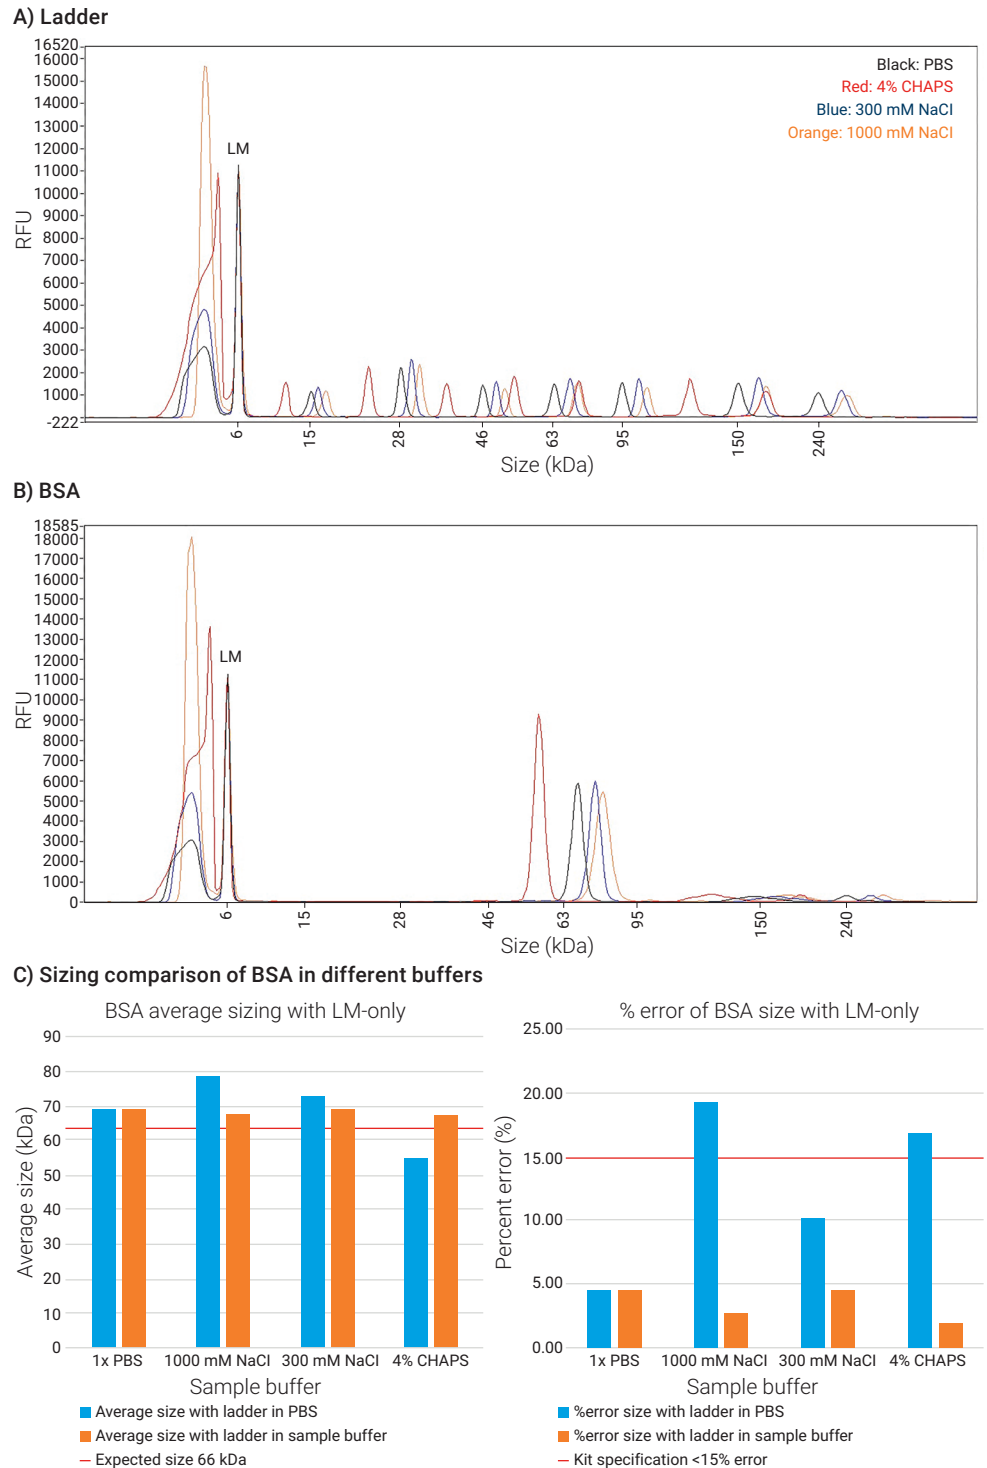 A) Ladder
16520
16000
15000
14000
13000
12000
11000
10000
9000
8000
7000
6000
5000
4000
3000
2000
1000
-222
RFU
LM
Black: PBS
Red: 4% CHAPS
Blue: 300 mM NaCl
Orange: 1000 mM NaCl
6 15 28 46 63 95 150 240
Size (kDa)
B) BSA
18585
18000
17000
16000
15000
14000
13000
12000
11000
10000
9000
8000
7000
6000
5000
4000
3000
2000
1000
0
RFU
LM
6 15 28 46 63 95 150 240
Size (kDa)
C) Sizing comparison of BSA in different buffers
BSA average sizing with LM-only
90
80
70
60
50
40
30
20
10
0
Average size (kDa)
1x PBS 1000 mM NaCl 300 mM NaCl 4% CHAPS
Sample buffer
Average size with ladder in PBS
Average size with ladder in sample buffer
Expected size 66 kDa
% error of BSA size with LM-only
25.00
20.00
15.00
10.00
5.00
0.00
Percent error (%)
1x PBS 1000 mM NaCl 300 mM NaCl 4% CHAPS
Sample buffer
%error size with ladder in PBS
%error size with ladder in sample buffer
Kit specification <15% error